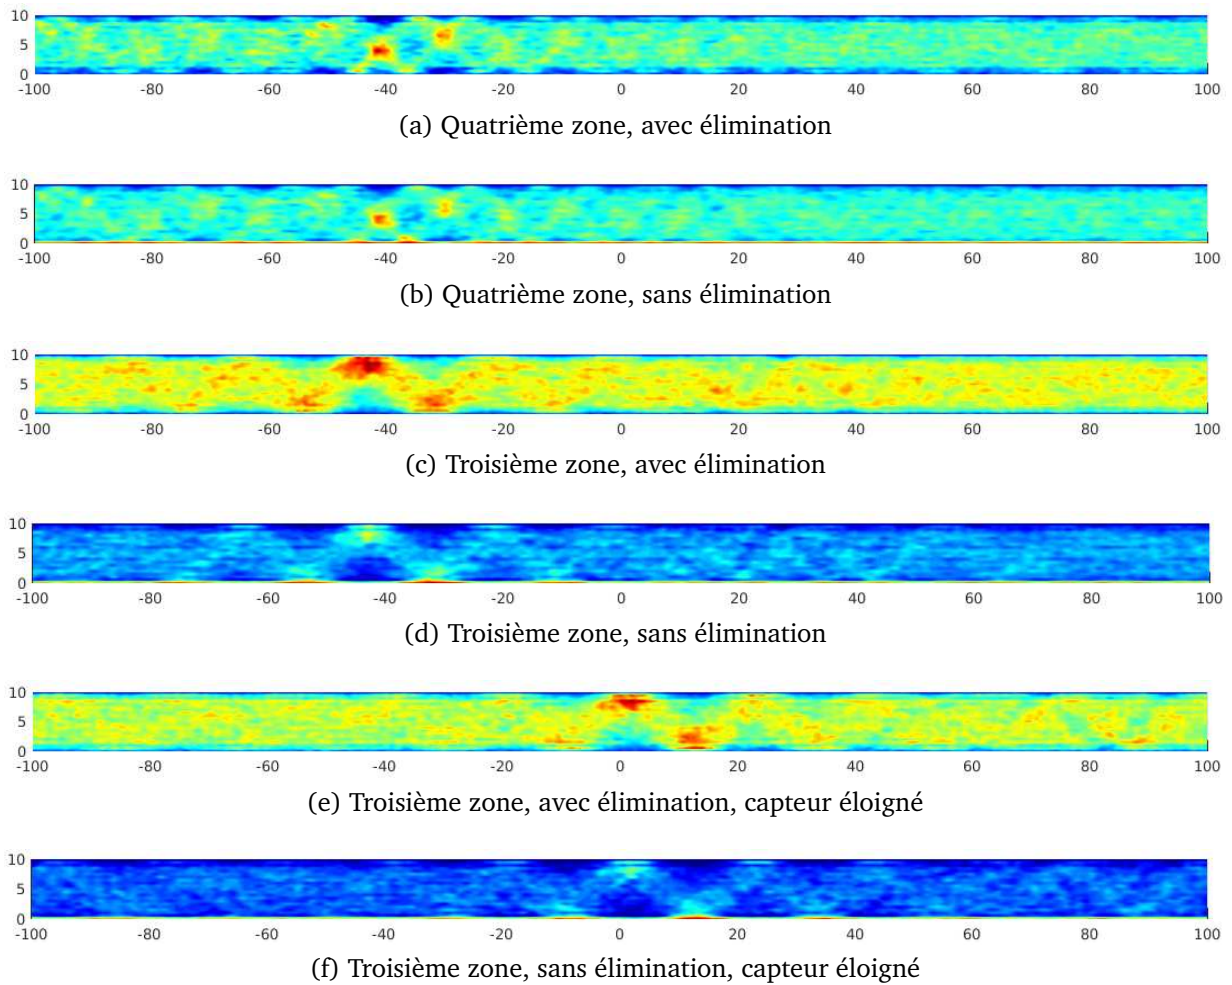 10
5
0
-100 -80 -60 -40 -20 0 20 40 60 80 100
(a) Quatrième zone, avec élimination
10
5
0
-100 -80 -60 -40 -20 0 20 40 60 80 100
(b) Quatrième zone, sans élimination
10
5
0
-100 -80 -60 -40 -20 0 20 40 60 80 100
(c) Troisième zone, avec élimination
10
5
0
-100 -80 -60 -40 -20 0 20 40 60 80 100
(d) Troisième zone, sans élimination
10
5
0
-100 -80 -60 -40 -20 0 20 40 60 80 100
(e) Troisième zone, avec élimination, capteur éloigné
10
5
0
-100 -80 -60 -40 -20 0 20 40 60 80 100
(f) Troisième zone, sans élimination, capteur éloigné